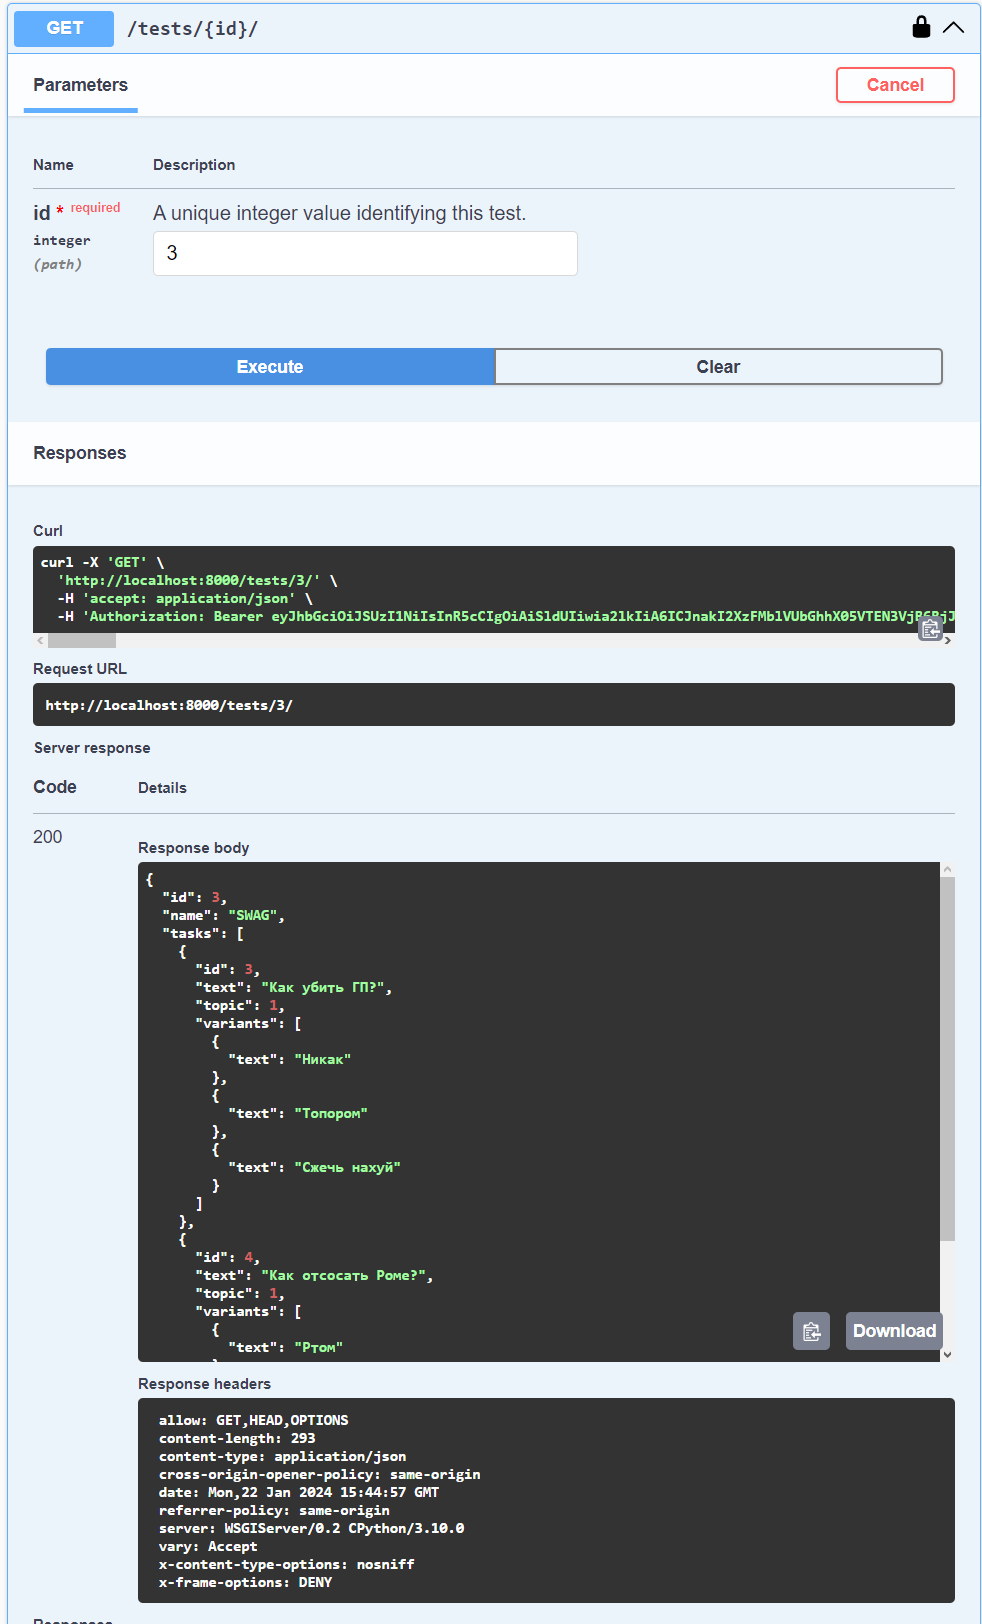 GET /tests/{id}/
Parameters
Cancel
Name Description
id * required A unique integer value identifying this test.
integer 3
(path)
Execute Clear
Responses
Curl
curl -X 'GET' \
'http://localhost:8000/tests/3/' \
-H 'accept: application/json' \
-H 'Authorization: Bearer
Request URL
http://localhost:8000/tests/3/
Server response
Code Details
200
Response body
{
"id": 3,
"name": "SWAG",
"tasks": [
{
"id": 3,
"text": "Как убить ГП?",
"topic": 1,
"variants": [
{
"text": "Никак"
},
{
"text": "Топором"
},
{
"text": "Сжечь нахуй"
}
]
},
{
"id": 4,
"text": "Как отсосать Роме?",
"topic": 1,
"variants": [
{
"text": "Ртом"
Download
Response headers
allow: GET,HEAD,OPTIONS
content-length: 293
content-type: application/json
cross-origin-opener-policy: same-origin
date: Mon,22 Jan 2024 15:44:57 GMT
referrer-policy: same-origin
server: WSGIServer/0.2 CPython/3.10.0
vary: Accept
x-content-type-options: nosniff
x-frame-options: DENY
Responses